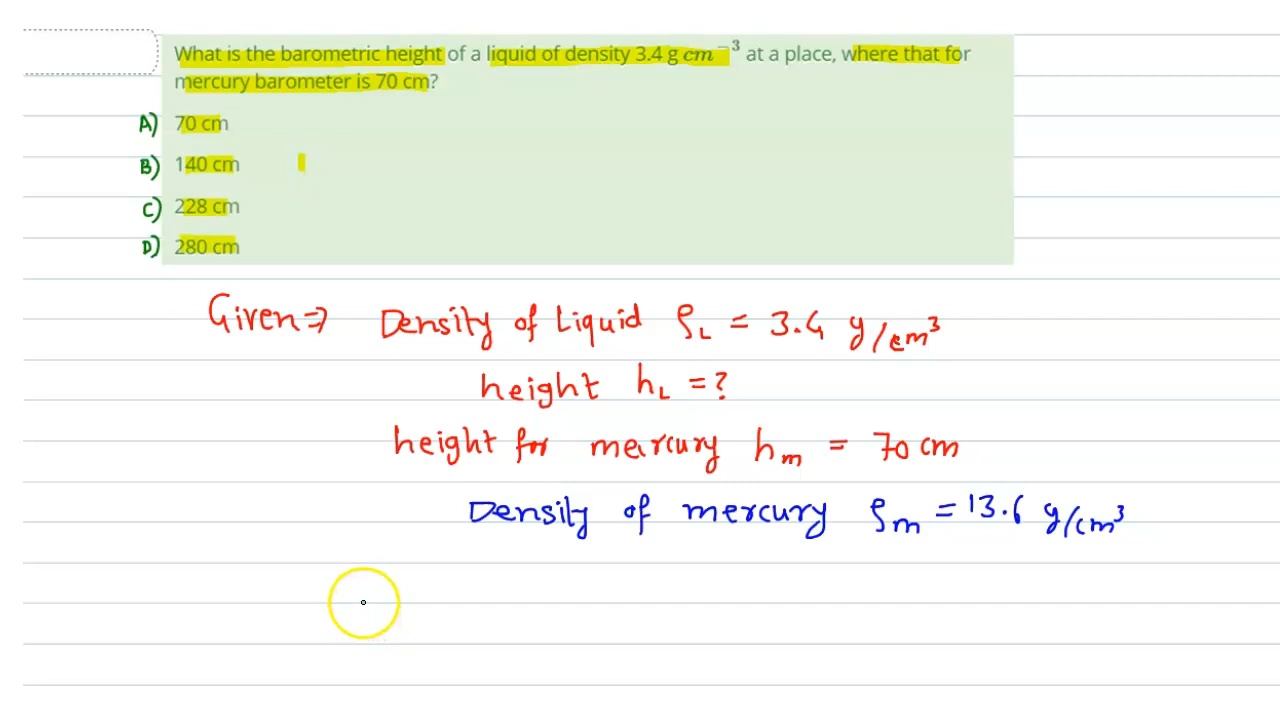 What is the barometric height of a liquid of density 3.4 g cm⁻³ at a place, where that for
mercury barometer is 70 cm?
A) 70 cm
B) 140 cm
C) 228 cm
D) 280 cm
Given ⇒ Density of Liquid ρL = 3.4 g/cm³
height hL = ?
height for mercury hm = 70 cm
Density of mercury ρm = 13.6 g/cm³